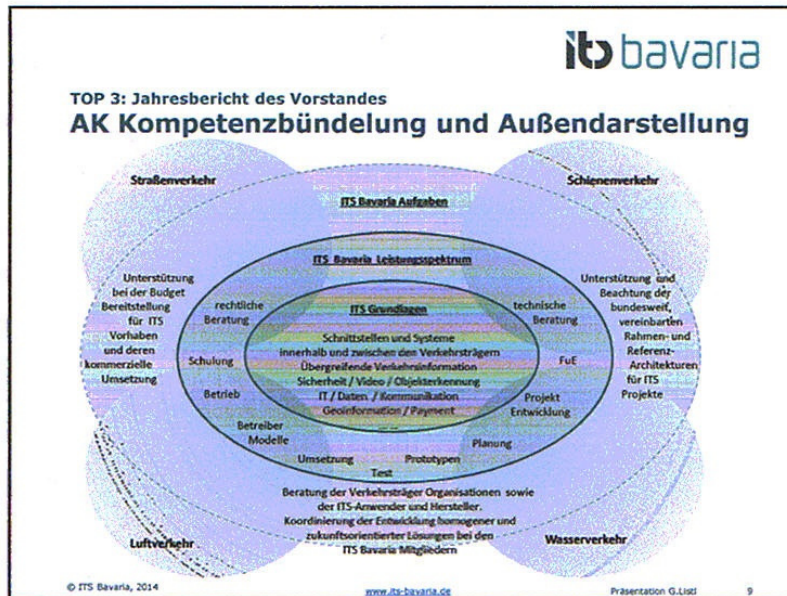 its bavaria
TOP 3: Jahresbericht des Vorstandes
AK Kompetenzbündelung und Außendarstellung
Straßenverkehr
Schienenverkehr
ITS Bavaria Aufgaben
ITS Bavaria Leistungsspektrum
Unterstützung
bei der Budget
Bereitstellung
für ITS
Vorhaben
und deren
kommerzielle
Umsetzung
rechtliche
Beratung
ITS Grundlagen
technische
Beratung
Unterstützung und
Beachtung der
bundesweit,
vereinbarten
Rahmen- und
Referenz-
Architekturen
für ITS
Projekte
Schnittstellen und Systeme
innerhalb und zwischen den Verkehrsträgern
Übergreifende Verkehrsinformation
Sicherheit / Video / Objekterkennung
IT / Daten / Kommunikation
Geoinformation / Payment
Schulung
FuE
Betrieb
Projekt
Entwicklung
Betreiber
Modelle
Planung
Umsetzung
Prototypen
Test
Beratung der Verkehrsträger Organisationen sowie
der ITS-Anwender und Hersteller.
Koordinierung der Entwicklung homogener und
zukunftsorientierter Lösungen bei den
ITS Bavaria Mitgliedern
Luftverkehr
Wasserverkehr
© ITS Bavaria, 2014
www.its-bavaria.de
Präsentation G.Listl
9